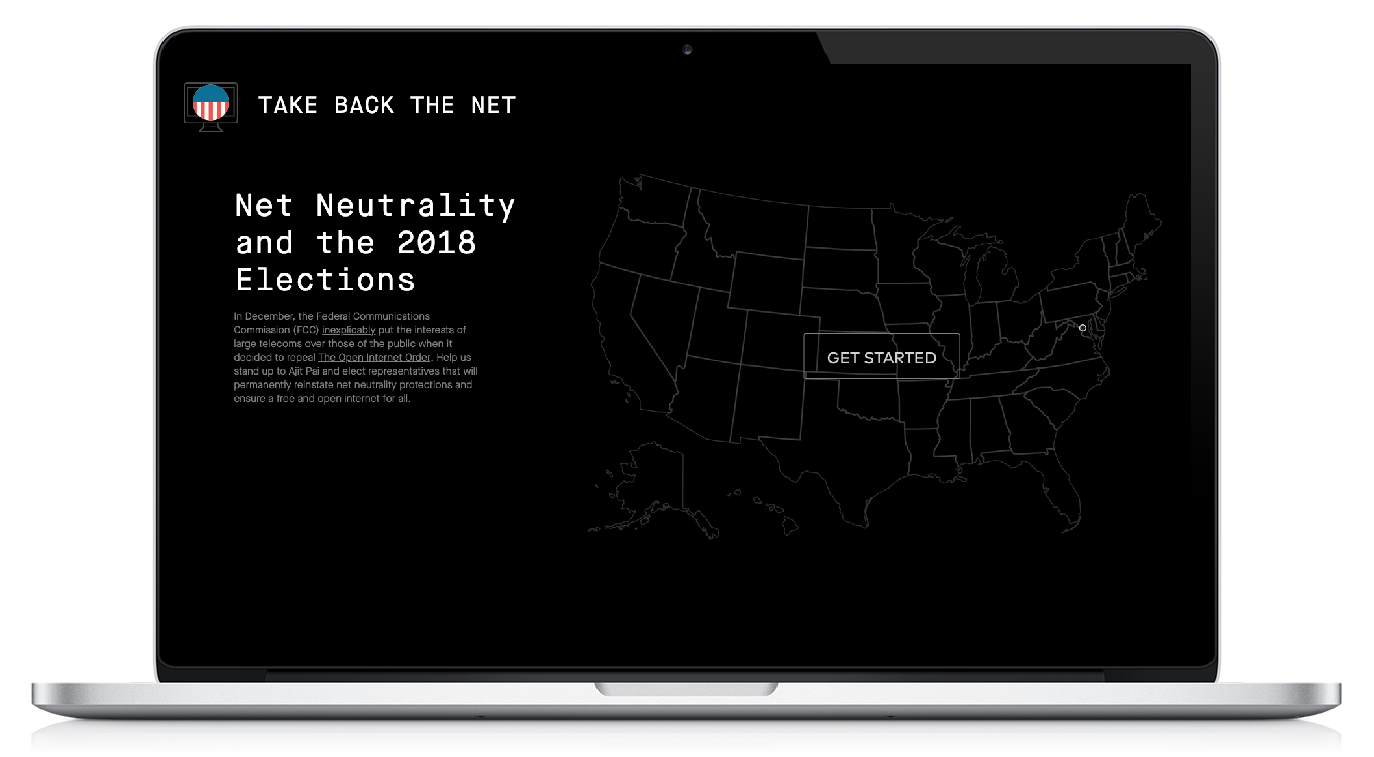 TAKE BACK THE NET
Net Neutrality
and the 2018
Elections
In December, the Federal Communications
Commission (FCC) inexplicably put the interests of
large telecoms over those of the public when it
decided to repeal The Open Internet Order. Help us
stand up to Ajit Pai and elect representatives that will
permanently reinstate net neutrality protections and
ensure a free and open internet for all.
GET STARTED